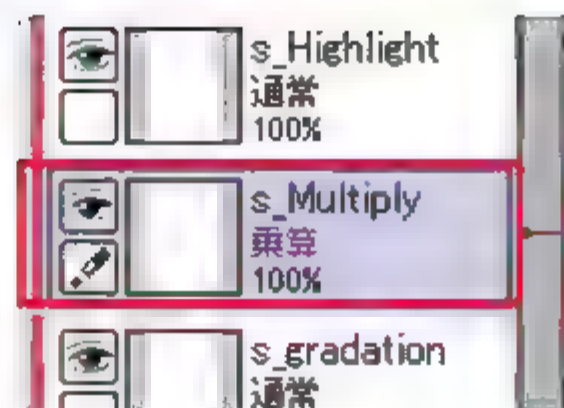 s_Highlight
通常
100%
s_Multiply
乗算
100%
s_gradation
通常